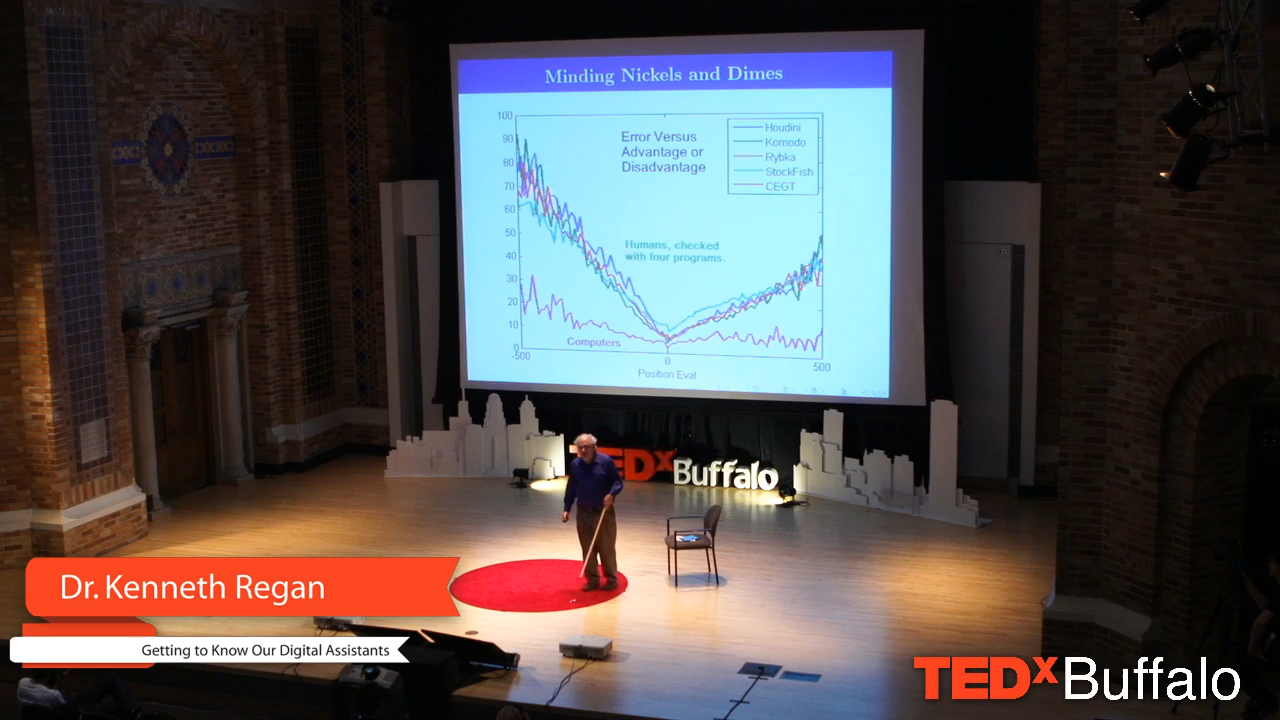 Minding Nickels and Dimes
100
90
80
70
60
50
40
30
20
10
0
Error Versus
Advantage or
Disadvantage
Houdini
Komodo
Rybka
StockFish
CEGT
Humans, checked
with four programs.
Computers
-500
0
500
Position Eval
TEDx
Buffalo
Dr. Kenneth Regan
Getting to Know Our Digital Assistants
TEDxBuffalo